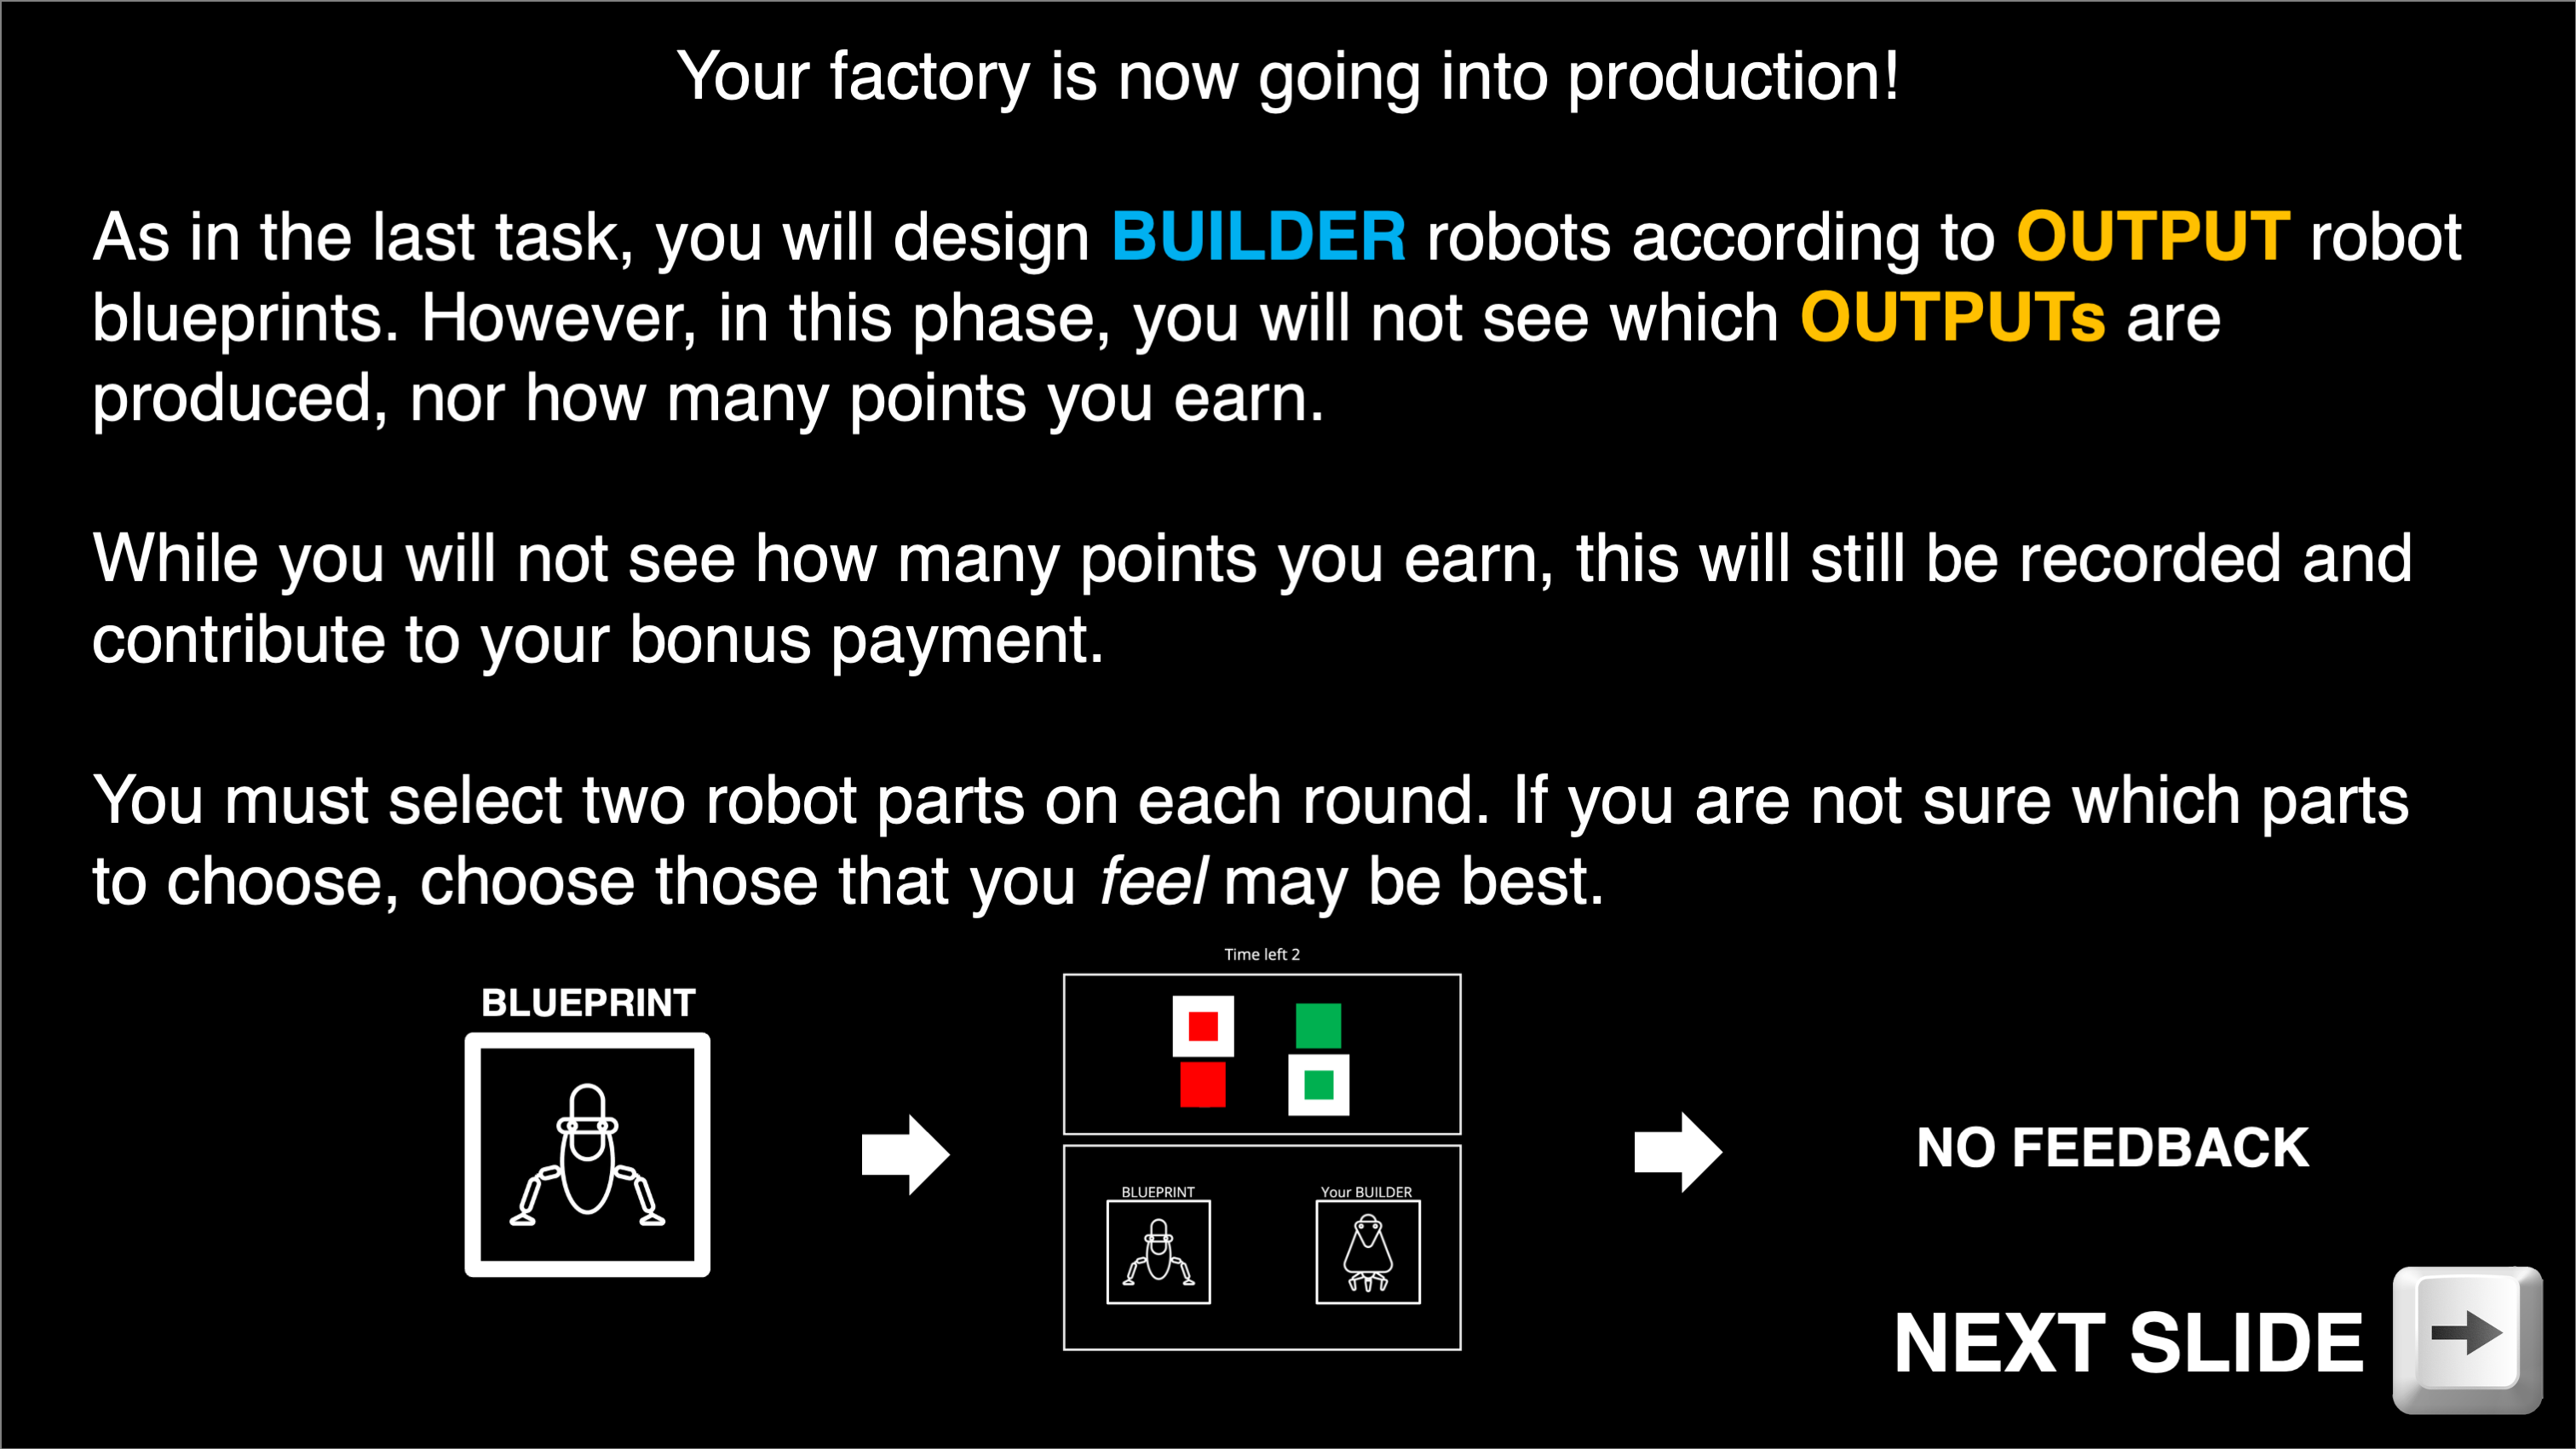 Your factory is now going into production!
As in the last task, you will design BUILDER robots according to OUTPUT robot
blueprints. However, in this phase, you will not see which OUTPUTs are
produced, nor how many points you earn.
While you will not see how many points you earn, this will still be recorded and
contribute to your bonus payment.
You must select two robot parts on each round. If you are not sure which parts
to choose, choose those that you feel may be best.
BLUEPRINT
Time left 2
BLUEPRINT
Your BUILDER
NO FEEDBACK
NEXT SLIDE